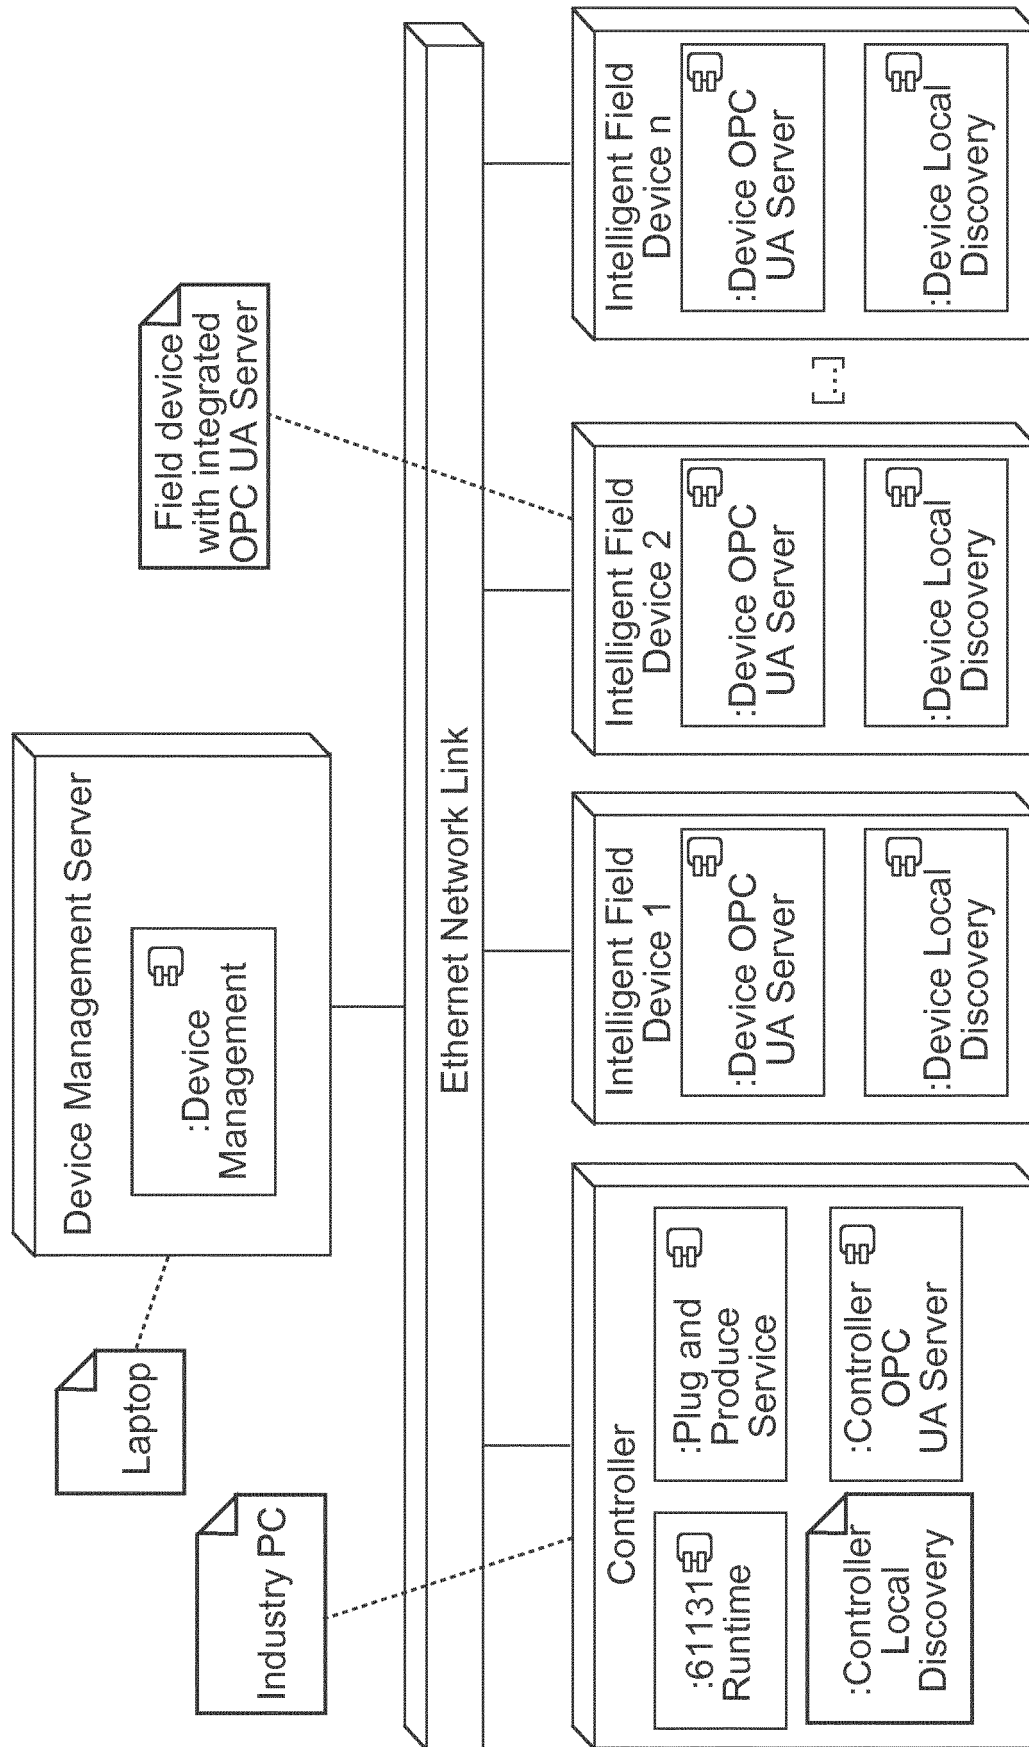 Device Management Server
:Device
Management
Laptop
Industry PC
Field device
with integrated
OPC UA Server
Ethernet Network Link
Controller
:61131
Runtime
:Plug and
Produce
Service
:Controller
Local
Discovery
:Controller
OPC
UA Server
Intelligent Field
Device 1
:Device OPC
UA Server
:Device Local
Discovery
Intelligent Field
Device 2
:Device OPC
UA Server
:Device Local
Discovery
[...]
Intelligent Field
Device n
:Device OPC
UA Server
:Device Local
Discovery